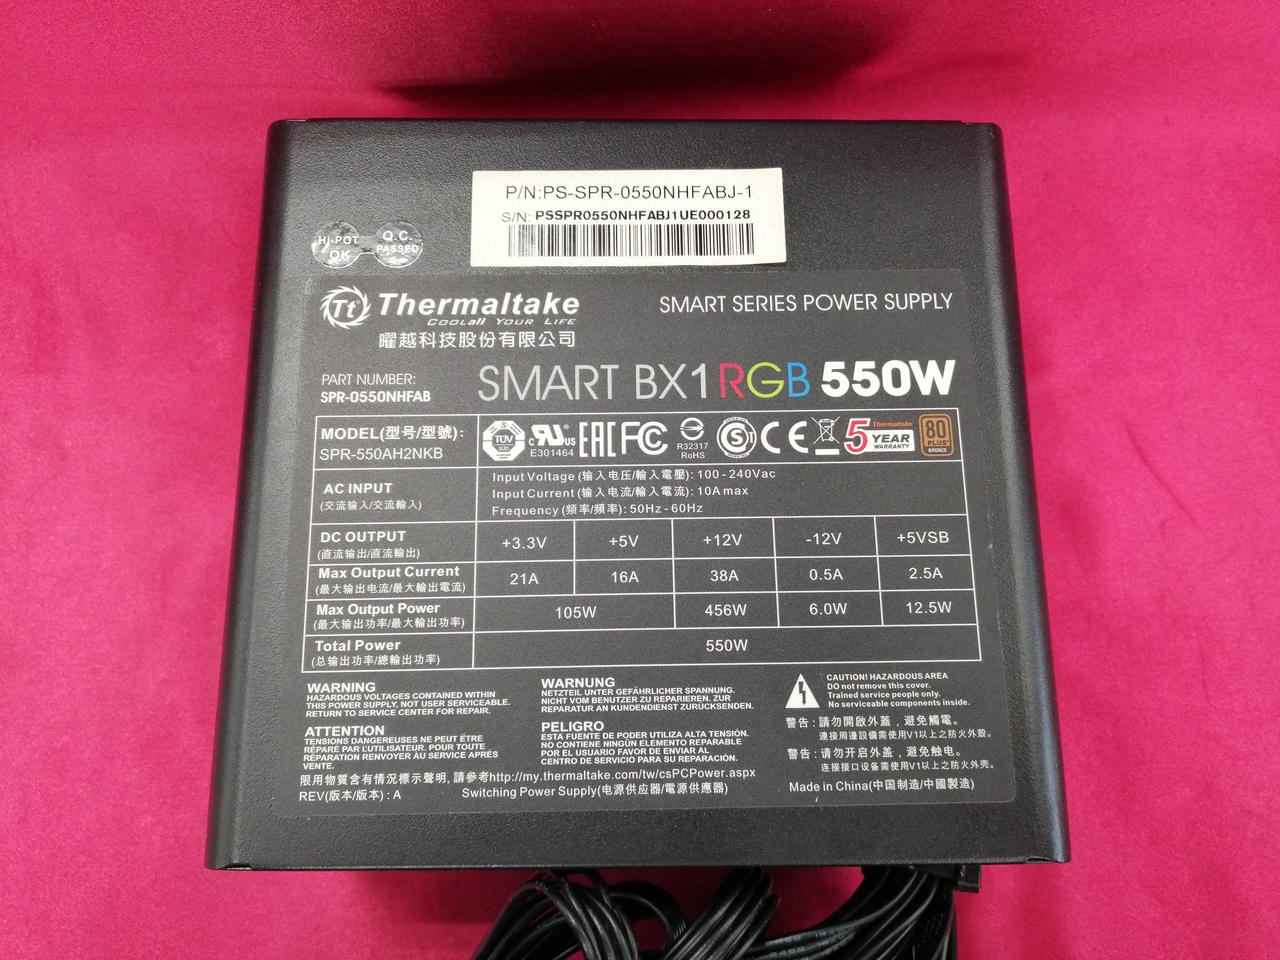 P/N:PS-SPR-0550NHFABJ-1
S/N: PSSPR0550NHFABJ1UE000128
HI-POT OK
Q.C PASSED
Tt Thermaltake
COOLall YOUR LIFE
曜越科技股份有限公司
SMART SERIES POWER SUPPLY
PART NUMBER:
SPR-0550NHFAB
SMART BX1 RGB 550W
MODEL(型号/型號):
SPR-550AH2NKB
TÜV SÜD
c RU us
E301464
EAC
FC
R32317
RoHS
S
CE
Thermaltake
5 YEAR
WARRANTY
80
PLUS
BRONZE
AC INPUT
(交流输入/交流輸入)
Input Voltage (输入电压/輸入電壓): 100 - 240Vac
Input Current (输入电流/輸入電流): 10A max
Frequency (频率/頻率): 50Hz - 60Hz
DC OUTPUT
(直流输出/直流輸出)
+3.3V +5V +12V -12V +5VSB
Max Output Current
(最大输出电流/最大輸出電流)
21A 16A 38A 0.5A 2.5A
Max Output Power
(最大输出功率/最大輸出功率)
105W 456W 6.0W 12.5W
Total Power
(总输出功率/總輸出功率)
550W
WARNING
HAZARDOUS VOLTAGES CONTAINED WITHIN
THIS POWER SUPPLY, NOT USER SERVICEABLE.
RETURN TO SERVICE CENTER FOR REPAIR.
ATTENTION
TENSIONS DANGEREUSES NE PEUT ÊTRE
RÉPARÉ PAR L'UTILISATEUR. POUR TOUTE
RÉPARATION RENVOYER AU SERVICE APRÈS
VENTE.
WARNUNG
NETZTEIL UNTER GEFÄHRLICHER SPANNUNG.
NICHT VOM BENUTZER ZU REPARIEREN. ZUR
REPARATUR AN KUNDENDIENST ZURÜCKSENDEN.
PELIGRO
ESTA FUENTE DE PODER UTILIZA ALTA TENSIÓN.
NO CONTIENE NINGÚN ELEMENTO REPARABLE
POR EL USUARIO FAVOR DE ENVIAR AL
CENTRO DE SERVICIO PARA SU REPARACIÓN.
CAUTION! HAZARDOUS AREA
DO not remove this cover.
Trained service people only.
No serviceable components inside.
警告：請勿開啟外蓋，避免觸電。
連接周邊設備需使用V1以上之防火外殼。
警告：请勿开启外盖，避免触电。
连接接口设备需使用V1以上之防火外壳。
限用物質含有情況標示聲明, 請參考http://my.thermaltake.com/tw/csPCPower.aspx
REV(版本/版本) : A
Switching Power Supply(电源供应器/電源供應器)
Made in China(中国制造/中國製造)